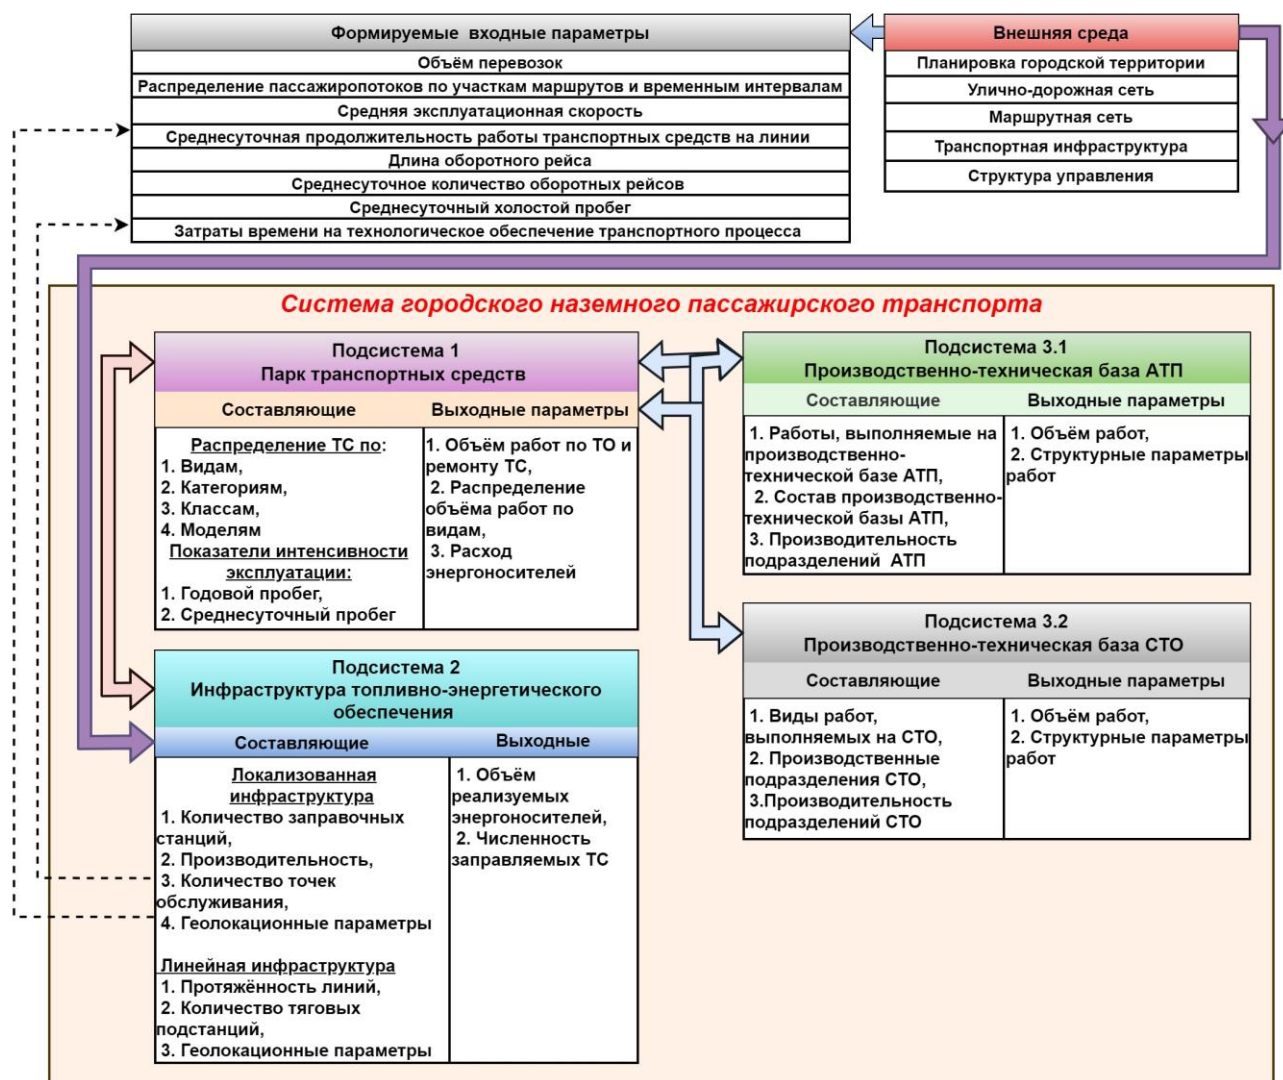 Формируемые входные параметры
Объём перевозок
Распределение пассажиропотоков по участкам маршрутов и временным интервалам
Средняя эксплуатационная скорость
Среднесуточная продолжительность работы транспортных средств на линии
Длина оборотного рейса
Среднесуточное количество оборотных рейсов
Среднесуточный холостой пробег
Затраты времени на технологическое обеспечение транспортного процесса
Внешняя среда
Планировка городской территории
Улично-дорожная сеть
Маршрутная сеть
Транспортная инфраструктура
Структура управления
Система городского наземного пассажирского транспорта
Подсистема 1
Парк транспортных средств
Составляющие
Выходные параметры
Распределение ТС по:
1. Видам,
2. Категориям,
3. Классам,
4. Моделям
Показатели интенсивности
эксплуатации:
1. Годовой пробег,
2. Среднесуточный пробег
1. Объём работ по ТО и
ремонту ТС,
2. Распределение
объёма работ по
видам,
3. Расход
энергоносителей
Подсистема 3.1
Производственно-техническая база АТП
Составляющие
Выходные параметры
1. Работы, выполняемые на
производственно-
технической базе АТП,
2. Состав производственно-
технической базы АТП,
3. Производительность
подразделений АТП
1. Объём работ,
2. Структурные параметры
работ
Подсистема 2
Инфраструктура топливно-энергетического
обеспечения
Составляющие
Выходные
Локализованная
инфраструктура
1. Количество заправочных
станций,
2. Производительность,
3. Количество точек
обслуживания,
4. Геолокационные параметры
Линейная инфраструктура
1. Протяжённость линий,
2. Количество тяговых
подстанций,
3. Геолокационные параметры
1. Объём
реализуемых
энергоносителей,
2. Численность
заправляемых ТС
Подсистема 3.2
Производственно-техническая база СТО
Составляющие
Выходные параметры
1. Виды работ,
выполняемых на СТО,
2. Производственные
подразделения СТО,
3.Производительность
подразделений СТО
1. Объём работ,
2. Структурные параметры
работ